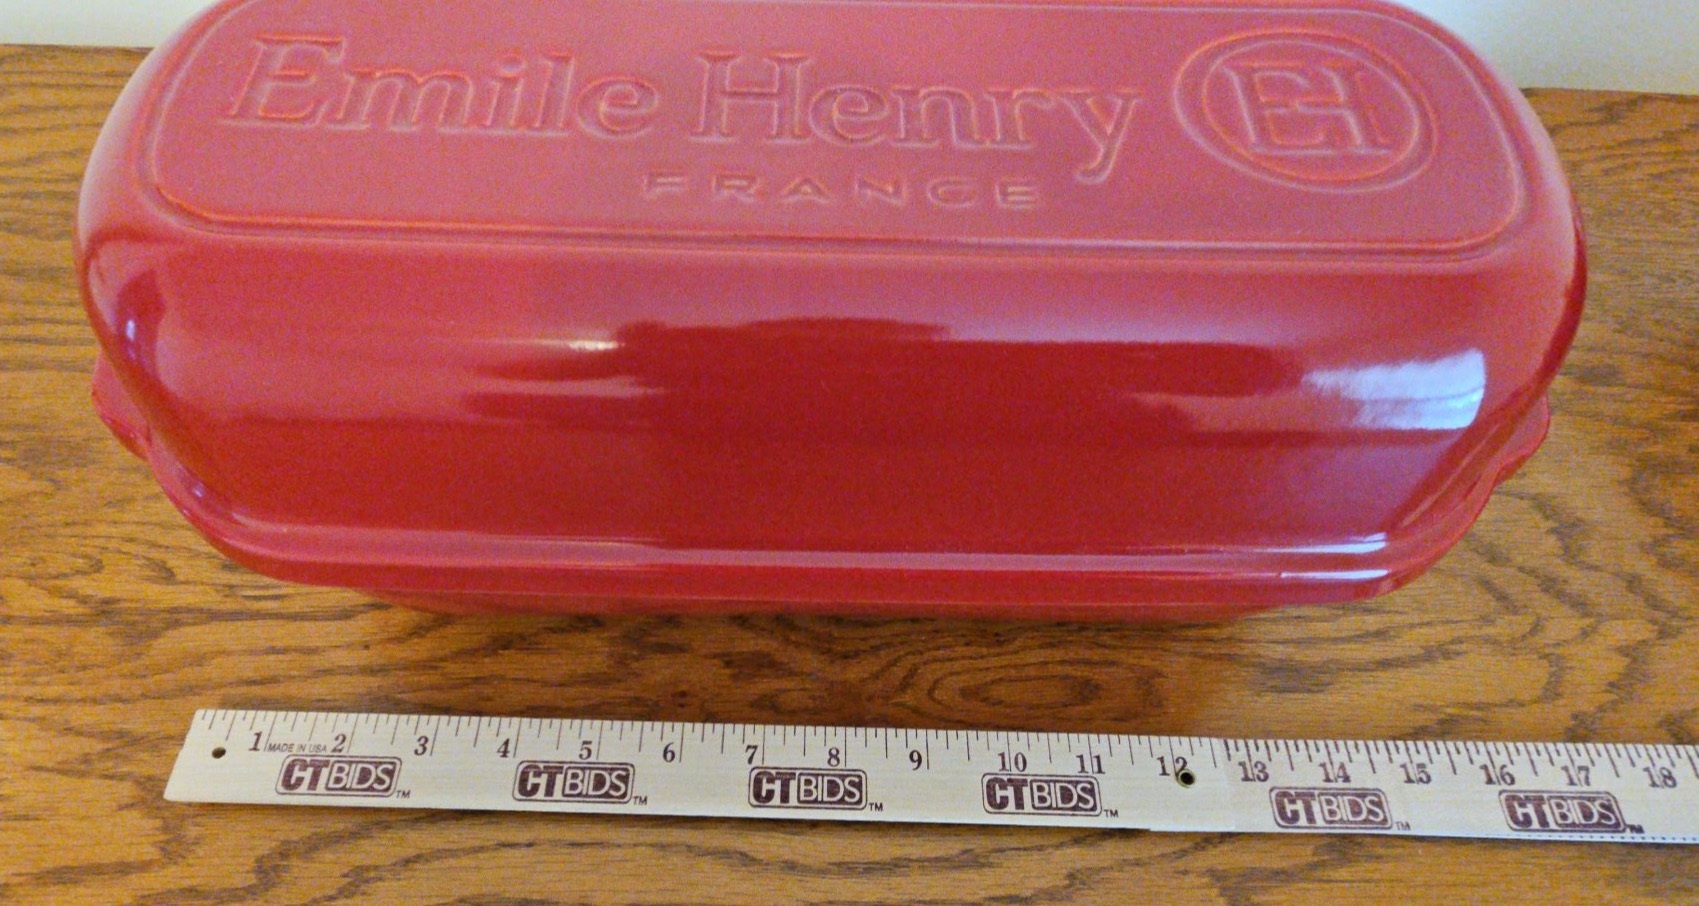 Emile Henry EH
FRANCE
1 MADE IN USA 2 3 4 5 6 7 8 9 10 11 12 13 14 15 16 17 18
CTBIDS™ CTBIDS™ CTBIDS™ CTBIDS™ CTBIDS™ CTBIDS™